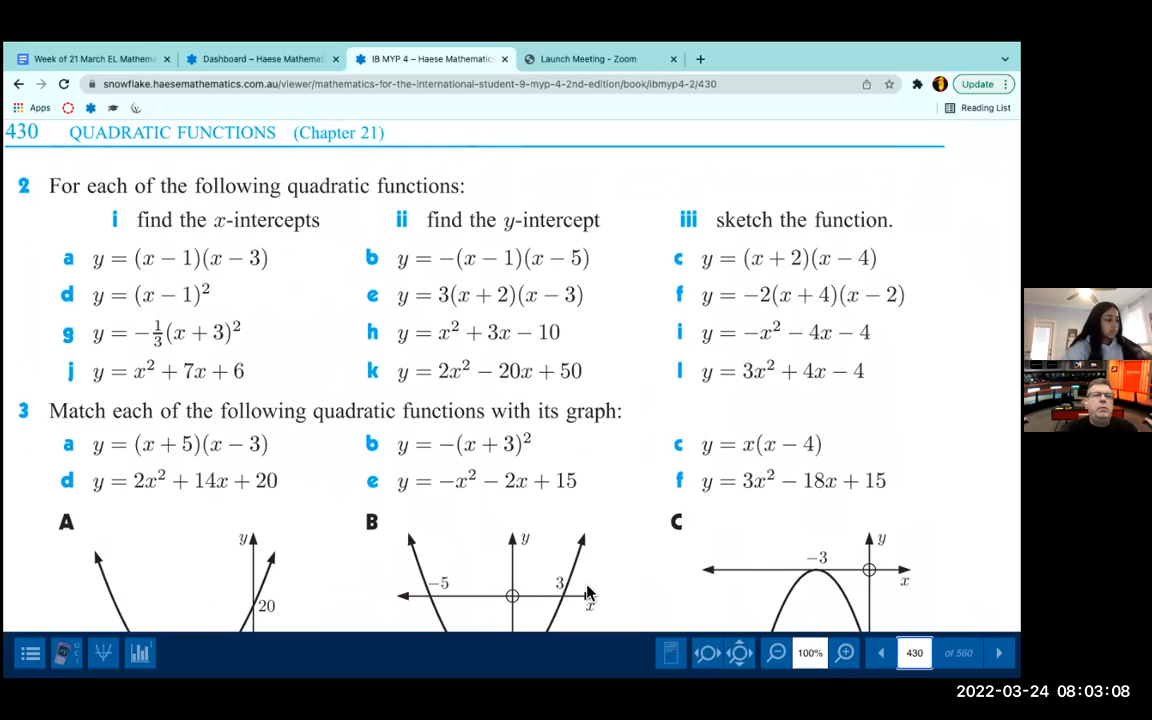 Week of 21 March EL Mathema
Dashboard – Haese Mathemat
IB MYP 4 – Haese Mathematic
Launch Meeting - Zoom
snowflake.haesemathematics.com.au/viewer/mathematics-for-the-international-student-9-myp-4-2nd-edition/book/ibmyp4-2/430
Update
Apps
Reading List
430 QUADRATIC FUNCTIONS (Chapter 21)
2 For each of the following quadratic functions:
i find the x-intercepts ii find the y-intercept iii sketch the function.
a y = (x − 1)(x − 3) b y = −(x − 1)(x − 5) c y = (x + 2)(x − 4)
d y = (x − 1)² e y = 3(x + 2)(x − 3) f y = −2(x + 4)(x − 2)
g y = −⅓(x + 3)² h y = x² + 3x − 10 i y = −x² − 4x − 4
j y = x² + 7x + 6 k y = 2x² − 20x + 50 l y = 3x² + 4x − 4
3 Match each of the following quadratic functions with its graph:
a y = (x + 5)(x − 3) b y = −(x + 3)² c y = x(x − 4)
d y = 2x² + 14x + 20 e y = −x² − 2x + 15 f y = 3x² − 18x + 15
A B C
y y y
−3
−5 3
x x
20
100% 430 of 560
2022-03-24 08:03:08